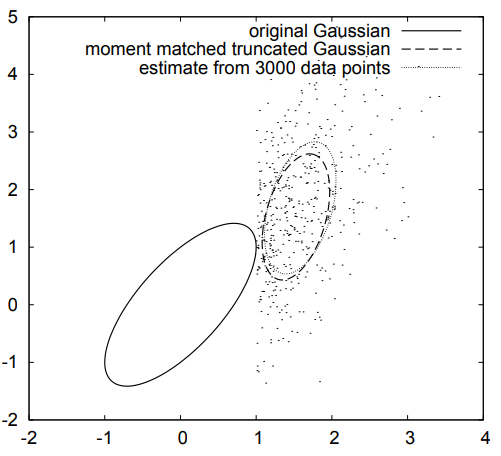 original Gaussian
moment matched truncated Gaussian
estimate from 3000 data points
5
4
3
2
1
0
-1
-2
-2 -1 0 1 2 3 4